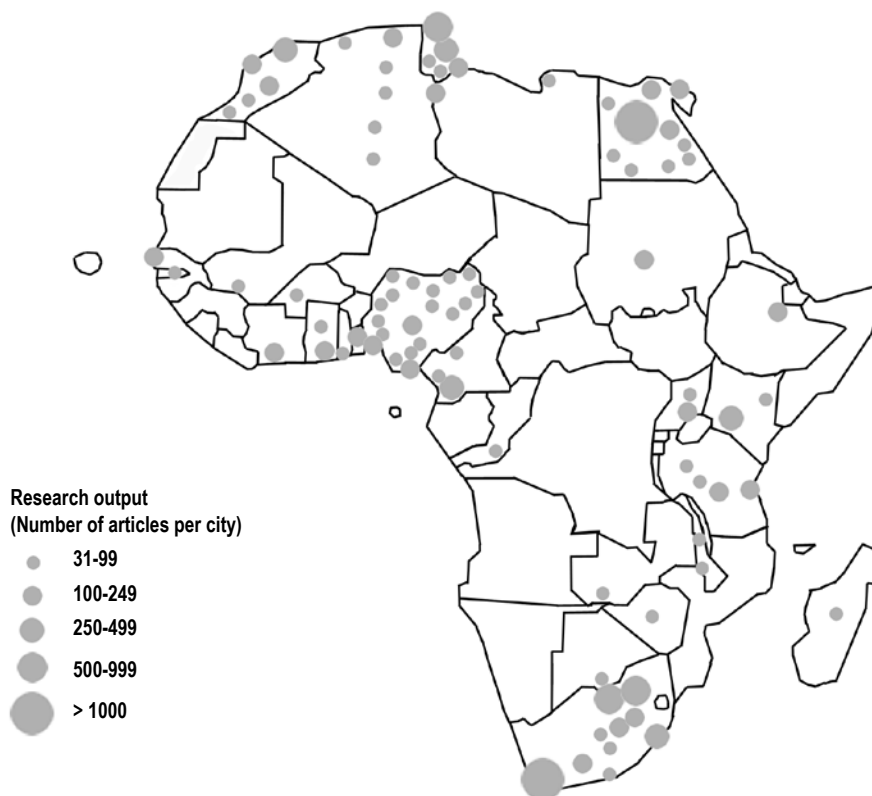 Research output
(Number of articles per city)
31-99
100-249
250-499
500-999
> 1000